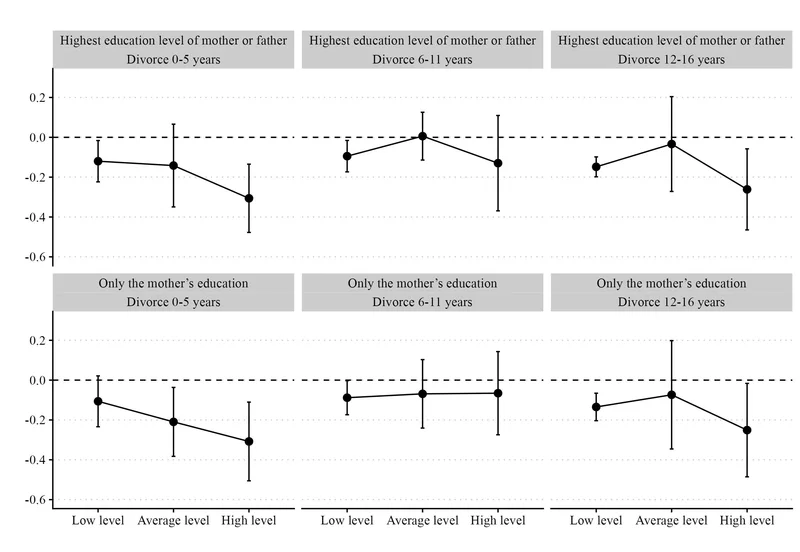 Highest education level of mother or father
Divorce 0-5 years
Highest education level of mother or father
Divorce 6-11 years
Highest education level of mother or father
Divorce 12-16 years
0.2
0.0
-0.2
-0.4
-0.6
Only the mother’s education
Divorce 0-5 years
Only the mother’s education
Divorce 6-11 years
Only the mother’s education
Divorce 12-16 years
0.2
0.0
-0.2
-0.4
-0.6
Low level Average level High level
Low level Average level High level
Low level Average level High level